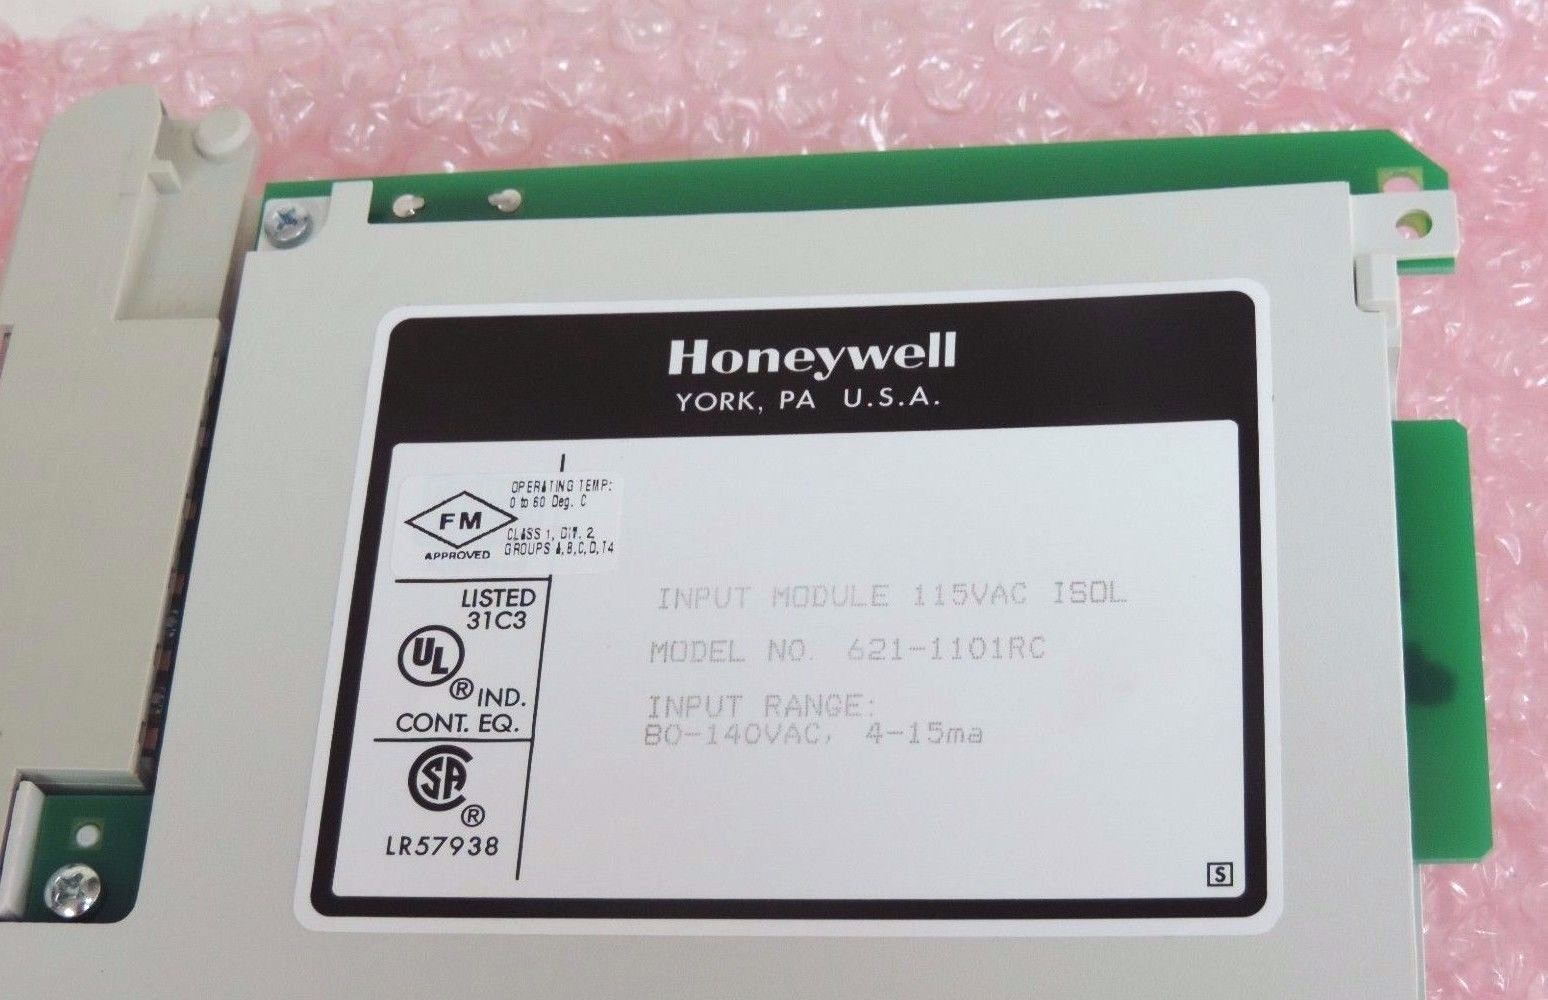 Honeywell
YORK, PA U.S.A.
OPERATING TEMP:
0 to 60 Deg. C
FM
CLASS 1, DIV. 2,
APPROVED
GROUPS A,B,C,D,T4
LISTED
31C3
UL
® IND.
CONT. EQ.
SA
®
LR57938
INPUT MODULE 115VAC ISOL
MODEL NO. 621-1101RC
INPUT RANGE:
80-140VAC, 4-15ma
S